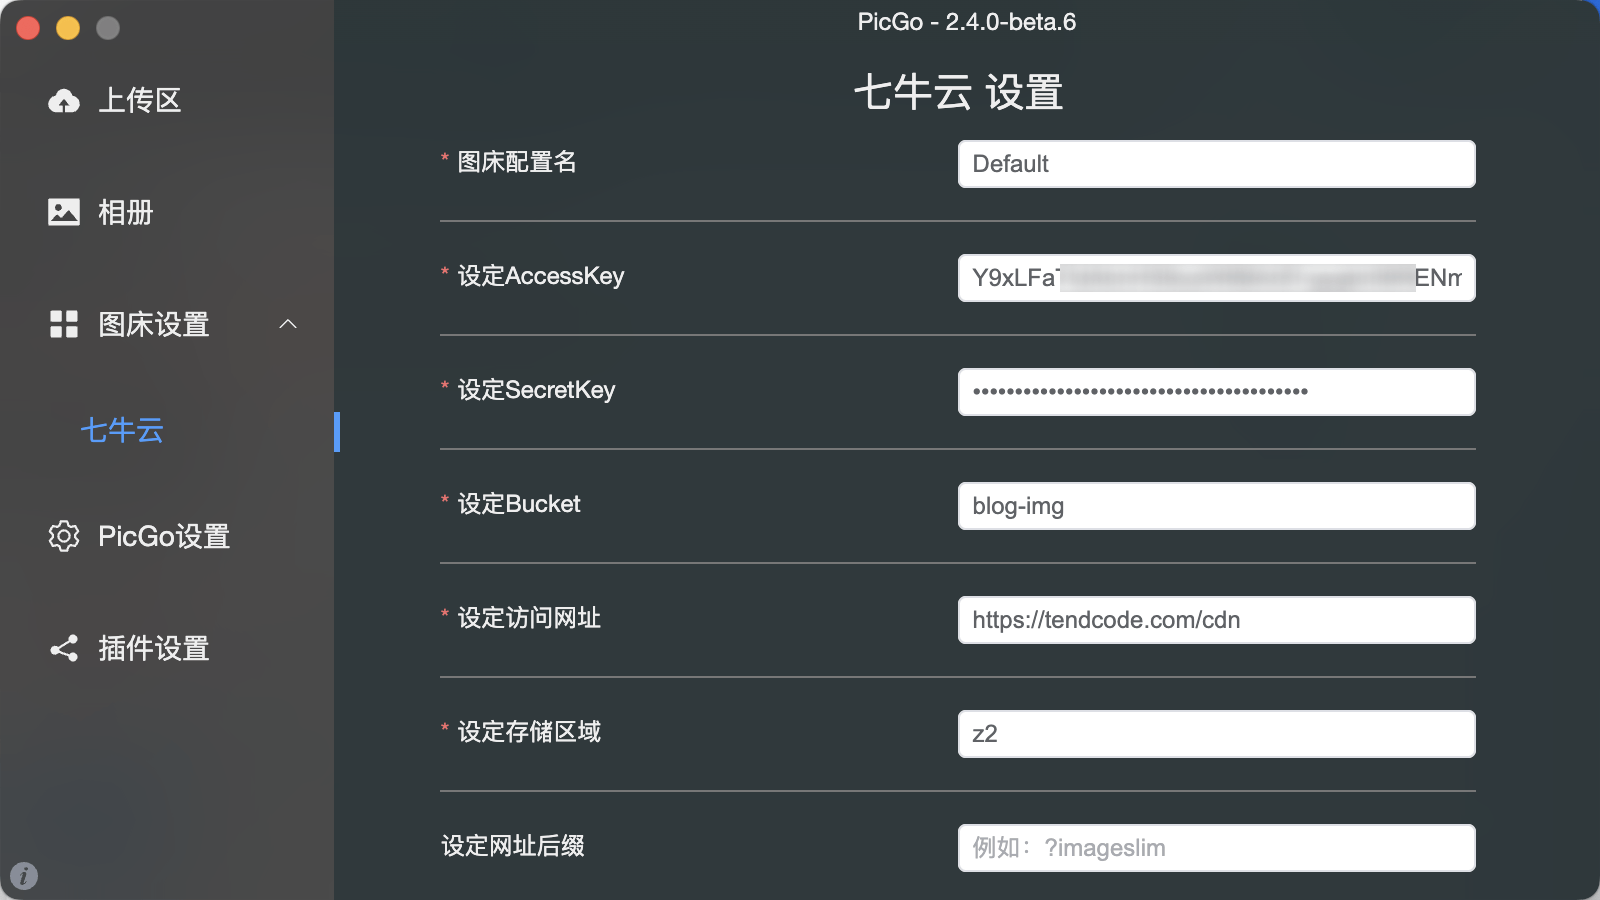 PicGo - 2.4.0-beta.6
上传区
相册
图床设置
七牛云
PicGo设置
插件设置
七牛云 设置
* 图床配置名
Default
* 设定AccessKey
Y9xLFa
ENm
* 设定SecretKey
••••••••••••••••••••••••••••••••••••••••
* 设定Bucket
blog-img
* 设定访问网址
https://tendcode.com/cdn
* 设定存储区域
z2
设定网址后缀
例如：?imageslim